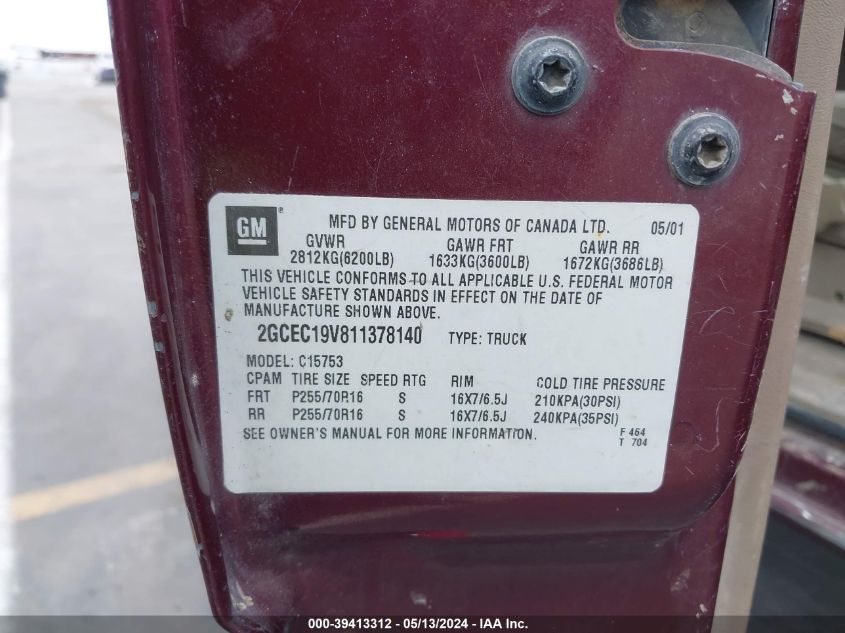 GM® MFD BY GENERAL MOTORS OF CANADA LTD. 05/01
GVWR GAWR FRT GAWR RR
2812KG(6200LB) 1633KG(3600LB) 1672KG(3686LB)
THIS VEHICLE CONFORMS TO ALL APPLICABLE U.S. FEDERAL MOTOR
VEHICLE SAFETY STANDARDS IN EFFECT ON THE DATE OF
MANUFACTURE SHOWN ABOVE.
2GCEC19V811378140 TYPE: TRUCK
MODEL: C15753
CPAM TIRE SIZE SPEED RTG RIM COLD TIRE PRESSURE
FRT P255/70R16 S 16X7/6.5J 210KPA(30PSI)
RR P255/70R16 S 16X7/6.5J 240KPA(35PSI)
SEE OWNER'S MANUAL FOR MORE INFORMATION. F 464
T 704
000-39413312 / 05/13/2024 - IAA Inc.